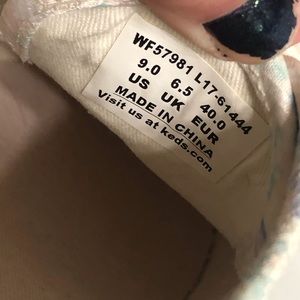 WF57981 L17-61444
9.0 6.5 40.0
US UK EUR
MADE IN CHINA
Visit us at keds.com